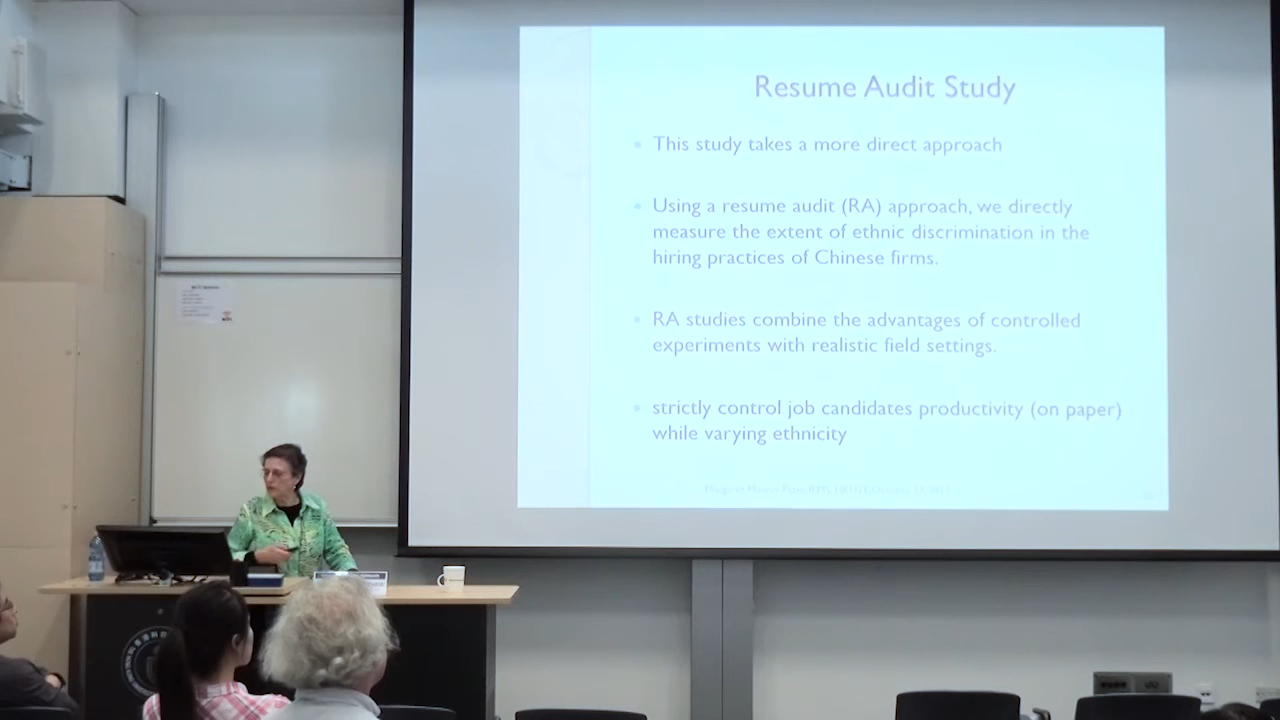 Resume Audit Study
This study takes a more direct approach
Using a resume audit (RA) approach, we directly
measure the extent of ethnic discrimination in the
hiring practices of Chinese firms.
RA studies combine the advantages of controlled
experiments with realistic field settings.
strictly control job candidates productivity (on paper)
while varying ethnicity